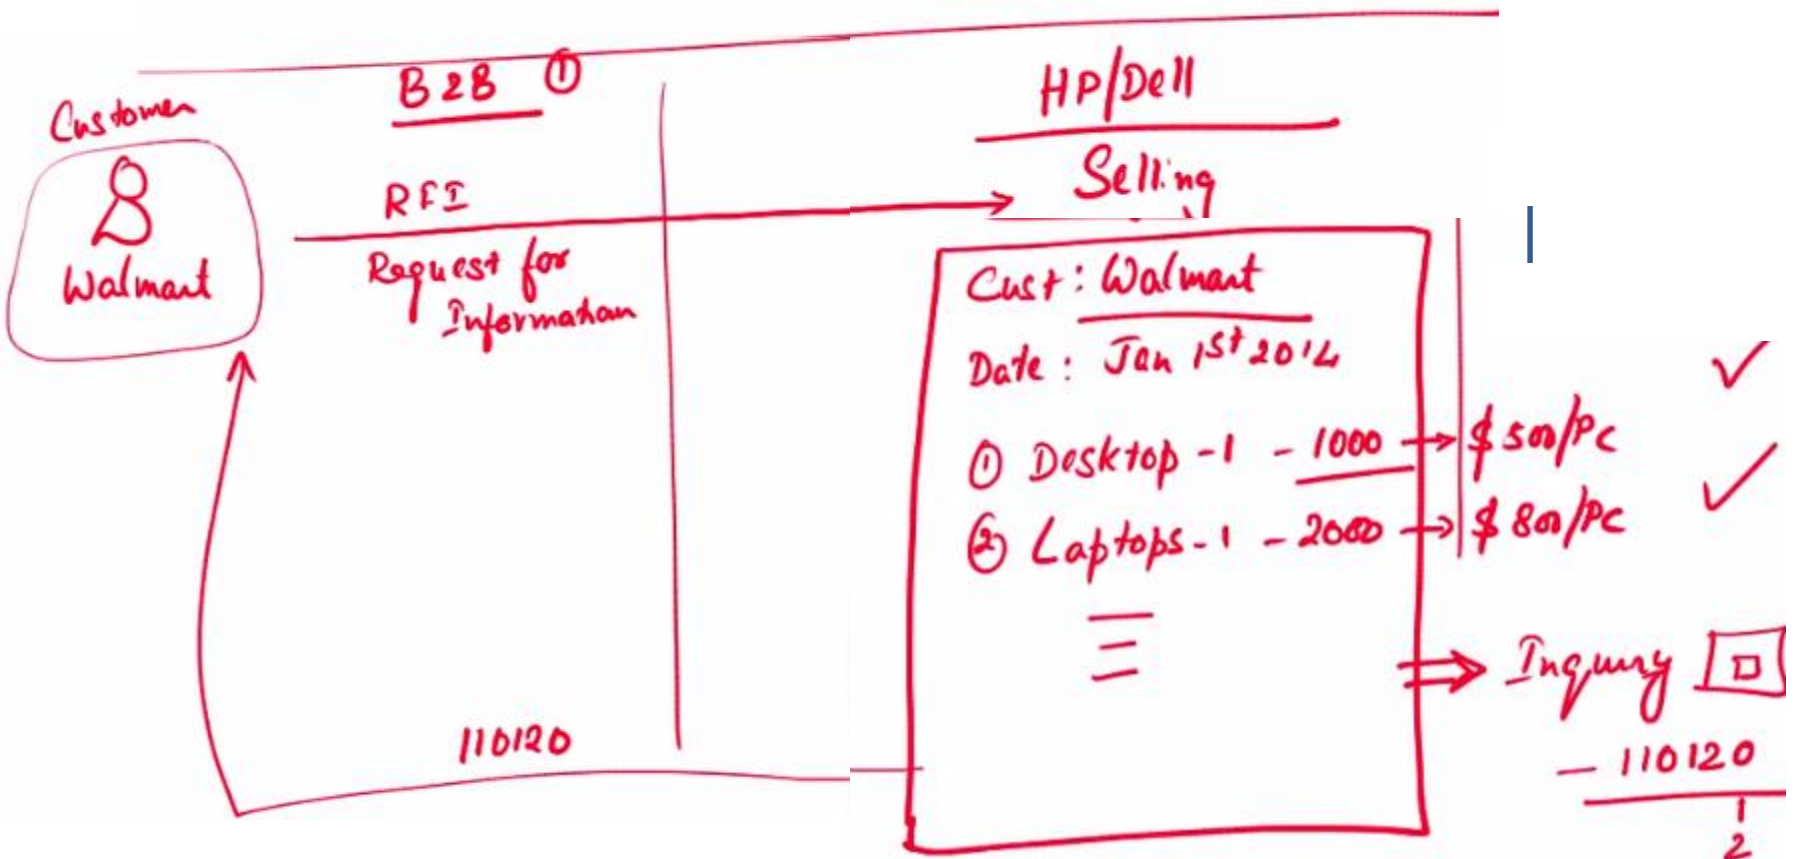 B2B ①
HP/Dell
Customer
Selling
RFI
Walmart
Request for
Information
Cust : Walmart
Date : Jan 1st 2014
① Desktop - 1 - 1000 → $ 500/PC
② Laptops - 1 - 2000 → $ 800/PC
⇒ Inquiry
110120
- 110120
1
2